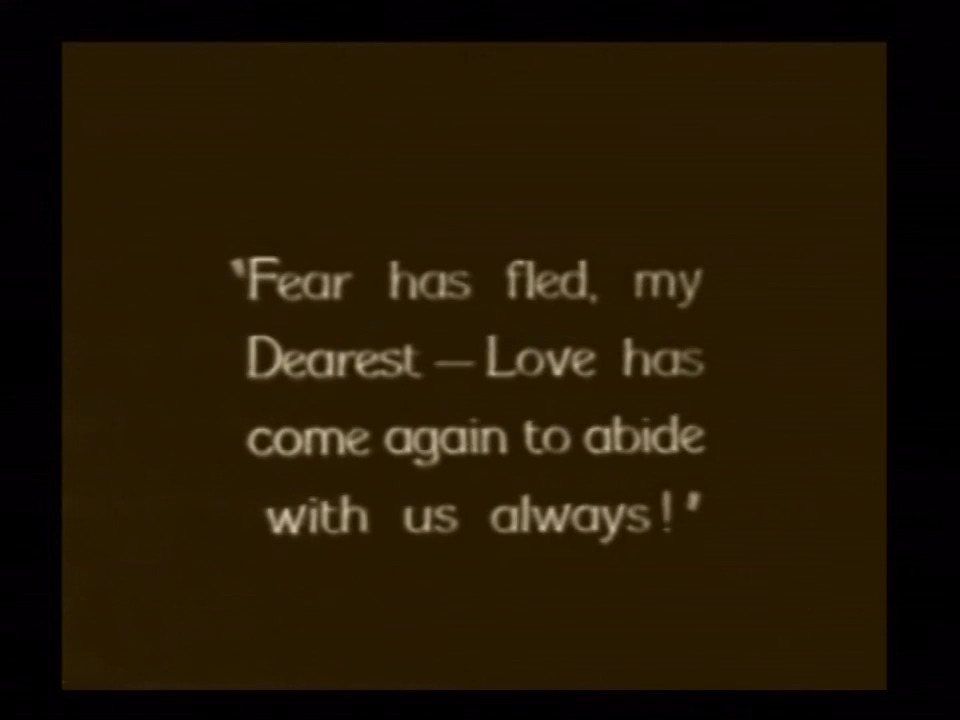 "Fear has fled, my
Dearest — Love has
come again to abide
with us always!"